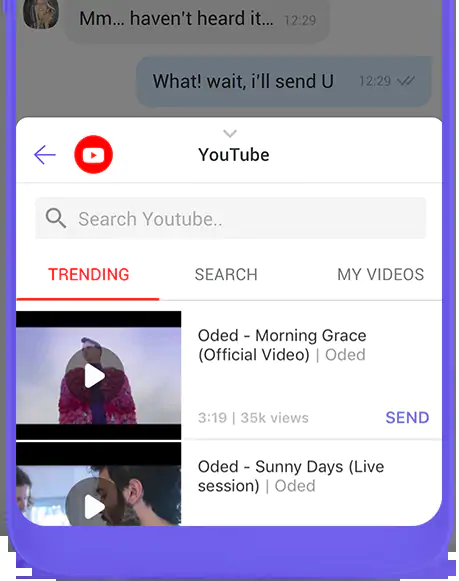 Mm... haven't heard it... 12:29
What! wait, i'll send U 12:29
YouTube
Search Youtube..
TRENDING SEARCH MY VIDEOS
Oded - Morning Grace
(Official Video) | Oded
3:19 | 35k views SEND
Oded - Sunny Days (Live
session) | Oded